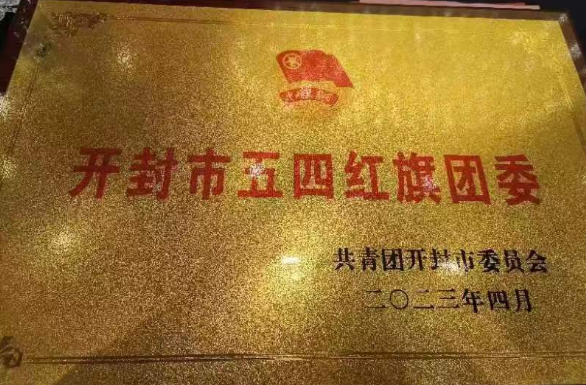 开封市五四红旗团委
共青团开封市委员会
二〇二三年四月